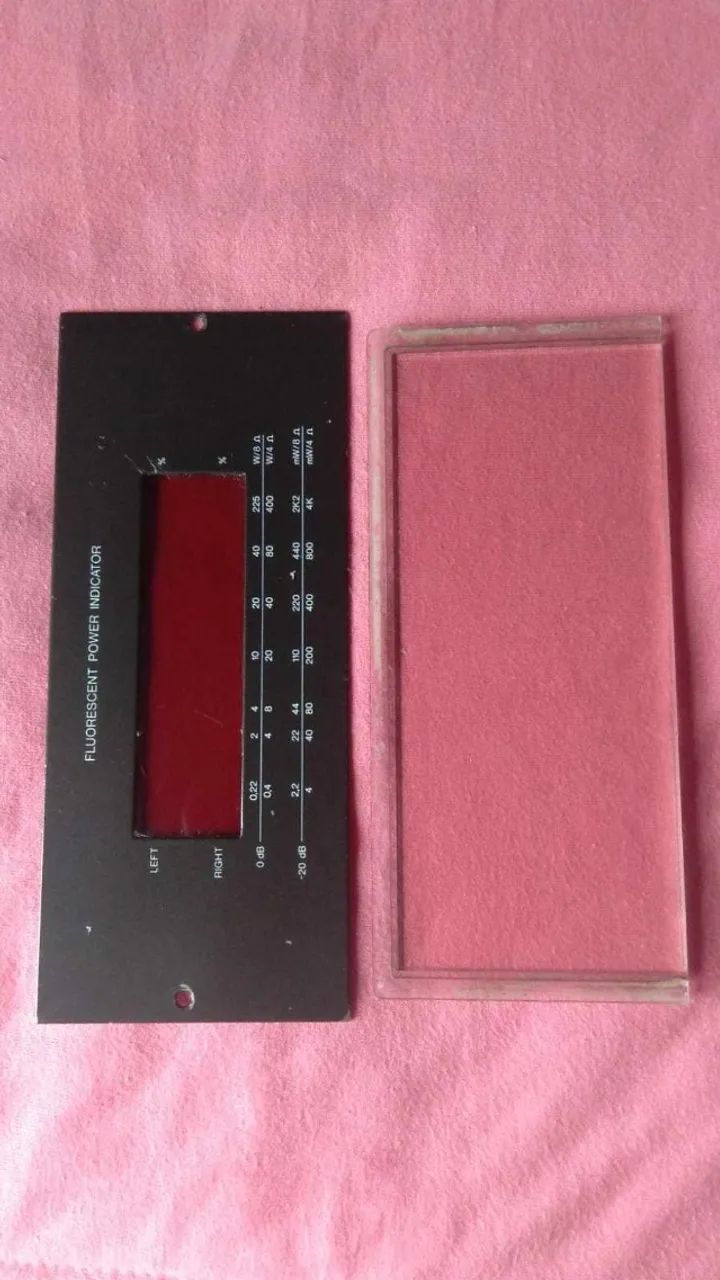 FLUORESCENT POWER INDICATOR
LEFT %
RIGHT %
0 dB 0,22 2 4 10 20 40 225 W/8 Ω
0,4 4 8 20 40 80 400 W/4 Ω
-20 dB 2,2 22 44 110 220 440 2K2 mW/8 Ω
4 40 80 200 400 800 4K mW/4 Ω